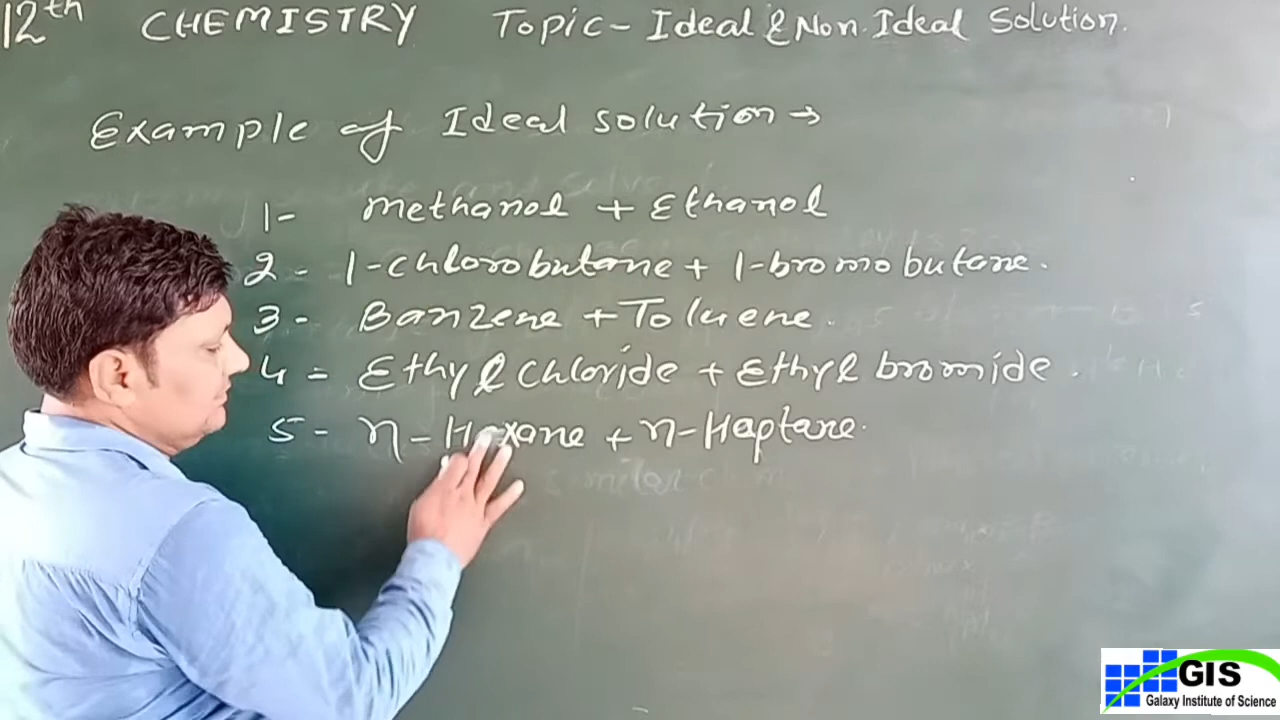 12th CHEMISTRY Topic - Ideal & Non. Ideal Solution.
Example of Ideal solution →
1- Methanol + Ethanol
2 - 1-chlorobutane + 1-bromobutane.
3 - Banzene + Toluene.
4 - Ethyl Chloride + Ethyl bromide.
5 - n - Hexane + n - Haptane.
GIS
Galaxy Institute of Science